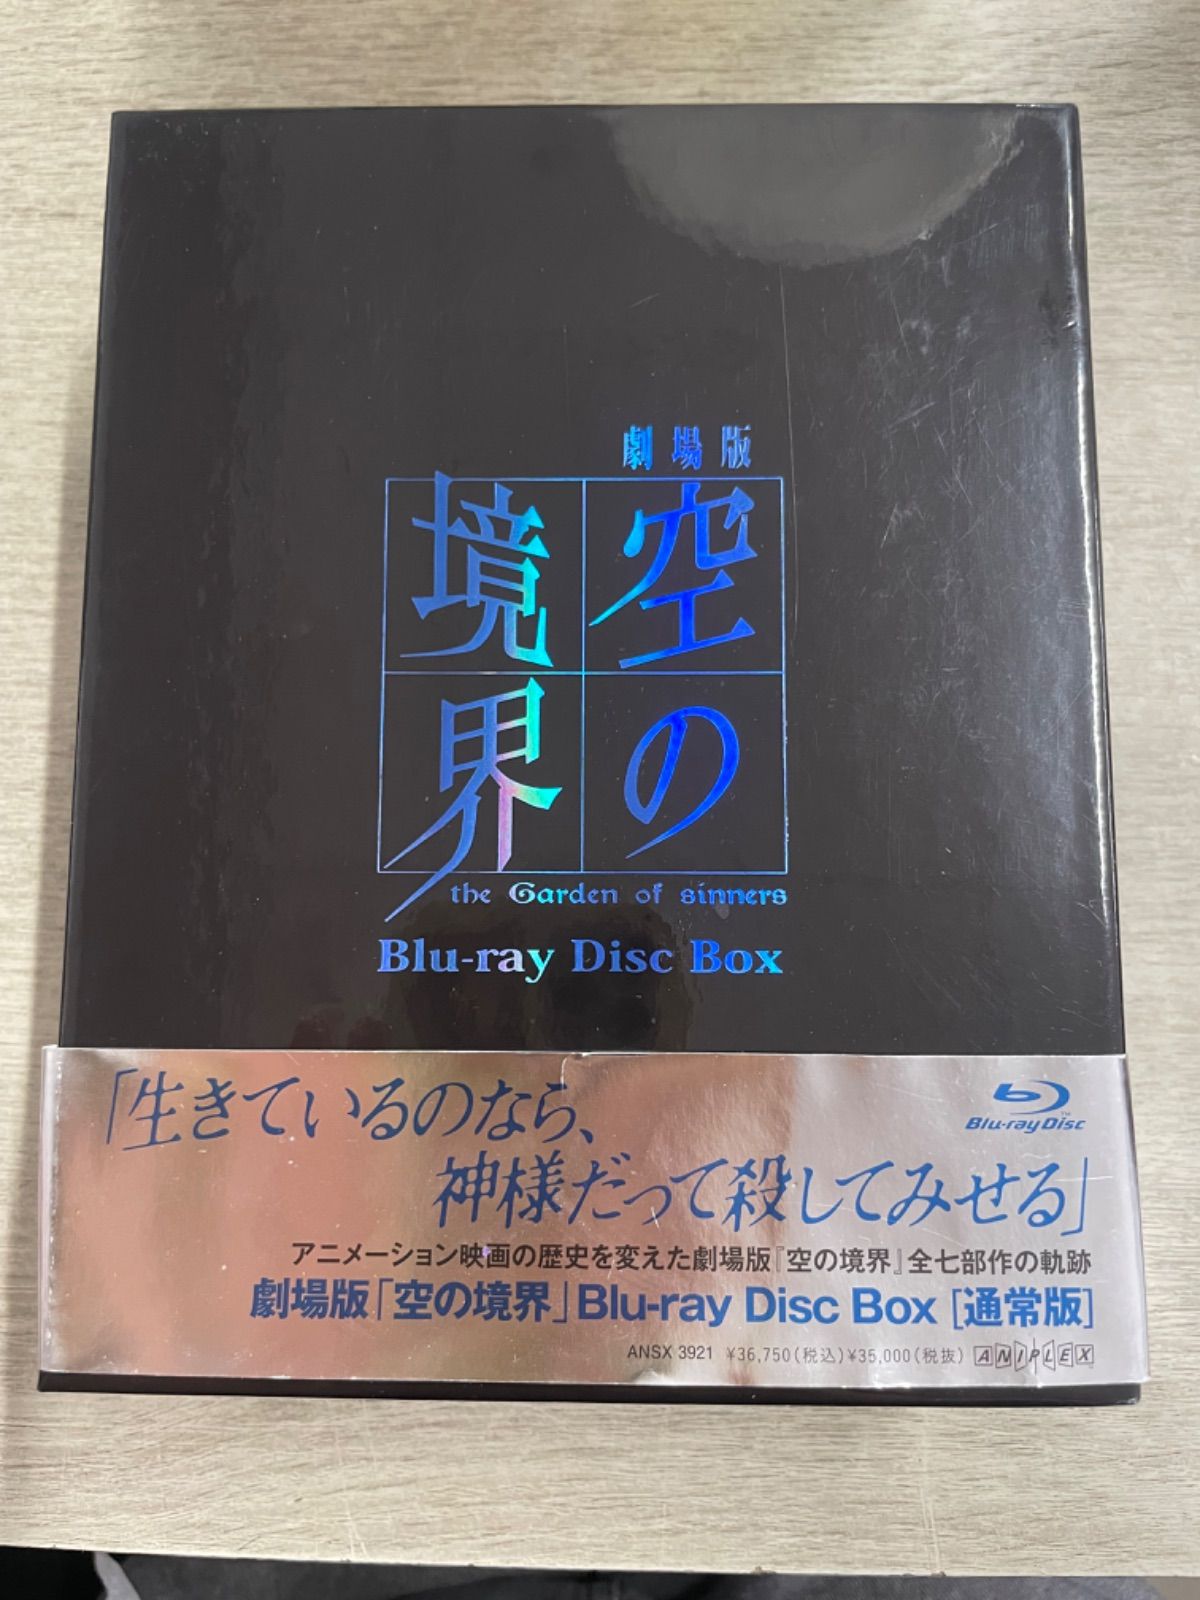 劇場版
空の
境界
the Garden of sinners
Blu-ray Disc Box
「生きているのなら、
神様だって殺してみせる」
Blu-ray Disc™
アニメーション映画の歴史を変えた劇場版『空の境界』全七部作の軌跡
劇場版「空の境界」Blu-ray Disc Box [通常版]
ANSX 3921 ¥36,750(税込)¥35,000(税抜) ANIPLEX